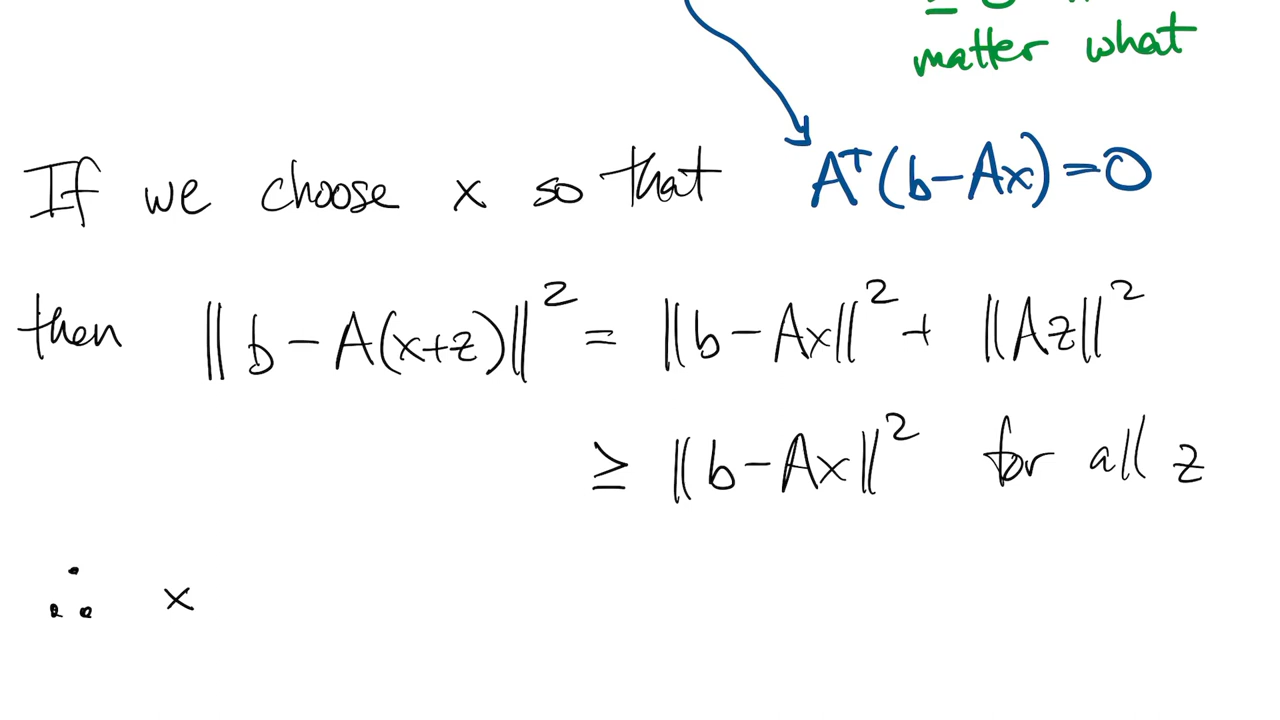 matter what
If we choose x so that Aᵀ(b-Ax)=0
then ‖b-A(x+z)‖² = ‖b-Ax‖² + ‖Az‖²
≥ ‖b-Ax‖² for all z
∴ x